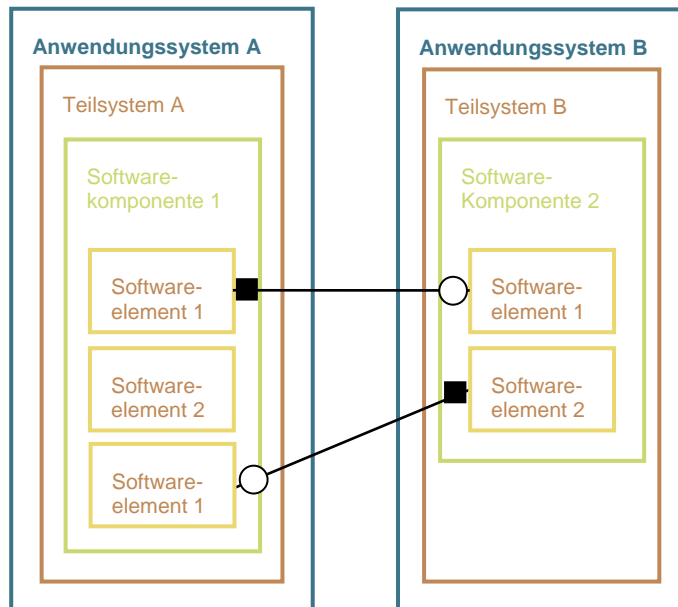 Anwendungssystem A
Teilsystem A
Software-
komponente 1
Software-
element 1
Software-
element 2
Software-
element 1
Anwendungssystem B
Teilsystem B
Software-
Komponente 2
Software-
element 1
Software-
element 2